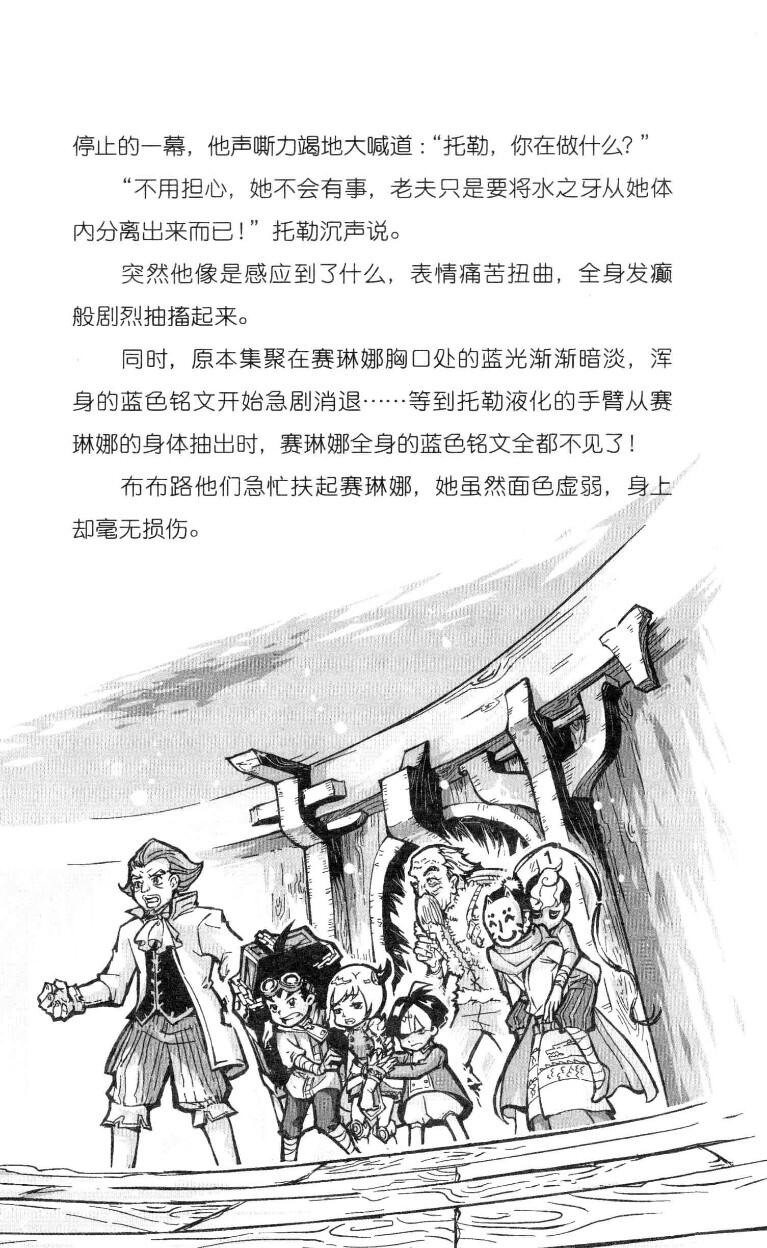 停止的一幕，他声嘶力竭地大喊道：“托勒，你在做什么？”
“不用担心，她不会有事，老夫只是要将水之牙从她体
内分离出来而已！”托勒沉声说。
突然他像是感应到了什么，表情痛苦扭曲，全身发癫
般剧烈抽搐起来。
同时，原本集聚在赛琳娜胸口处的蓝光渐渐暗淡，浑
身的蓝色铭文开始急剧消退……等到托勒液化的手臂从赛
琳娜的身体抽出时，赛琳娜全身的蓝色铭文全都不见了！
布布路他们急忙扶起赛琳娜，她虽然面色虚弱，身上
却毫无损伤。